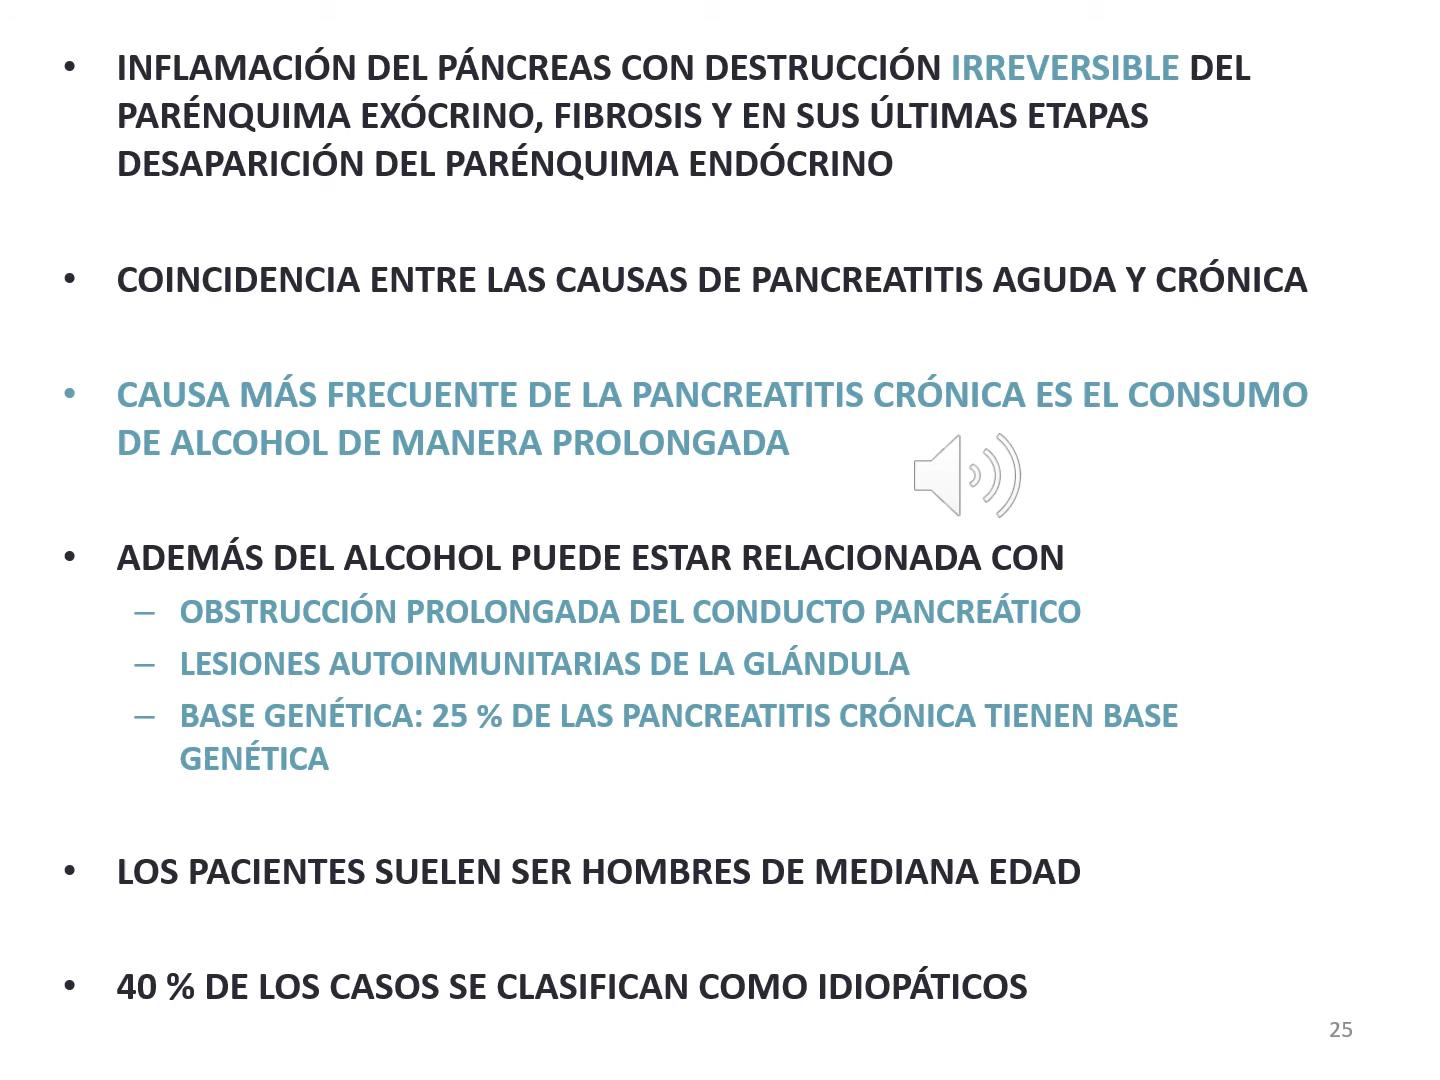 • INFLAMACIÓN DEL PÁNCREAS CON DESTRUCCIÓN IRREVERSIBLE DEL
PARÉNQUIMA EXÓCRINO, FIBROSIS Y EN SUS ÚLTIMAS ETAPAS
DESAPARICIÓN DEL PARÉNQUIMA ENDÓCRINO
• COINCIDENCIA ENTRE LAS CAUSAS DE PANCREATITIS AGUDA Y CRÓNICA
• CAUSA MÁS FRECUENTE DE LA PANCREATITIS CRÓNICA ES EL CONSUMO
DE ALCOHOL DE MANERA PROLONGADA
• ADEMÁS DEL ALCOHOL PUEDE ESTAR RELACIONADA CON
– OBSTRUCCIÓN PROLONGADA DEL CONDUCTO PANCREÁTICO
– LESIONES AUTOINMUNITARIAS DE LA GLÁNDULA
– BASE GENÉTICA: 25 % DE LAS PANCREATITIS CRÓNICA TIENEN BASE
GENÉTICA
• LOS PACIENTES SUELEN SER HOMBRES DE MEDIANA EDAD
• 40 % DE LOS CASOS SE CLASIFICAN COMO IDIOPÁTICOS
25